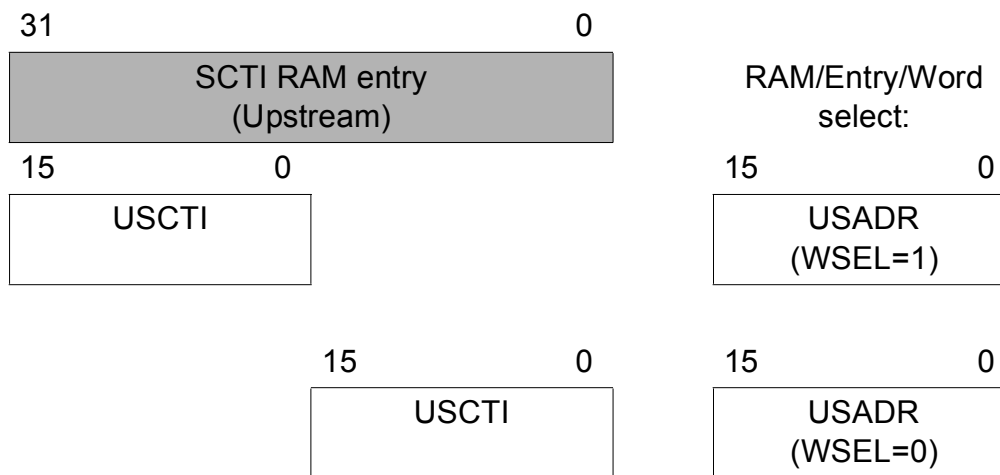 31 0
SCTI RAM entry
(Upstream)
RAM/Entry/Word
select:
15 0 15 0
USCTI USADR
(WSEL=1)
15 0 15 0
USCTI USADR
(WSEL=0)